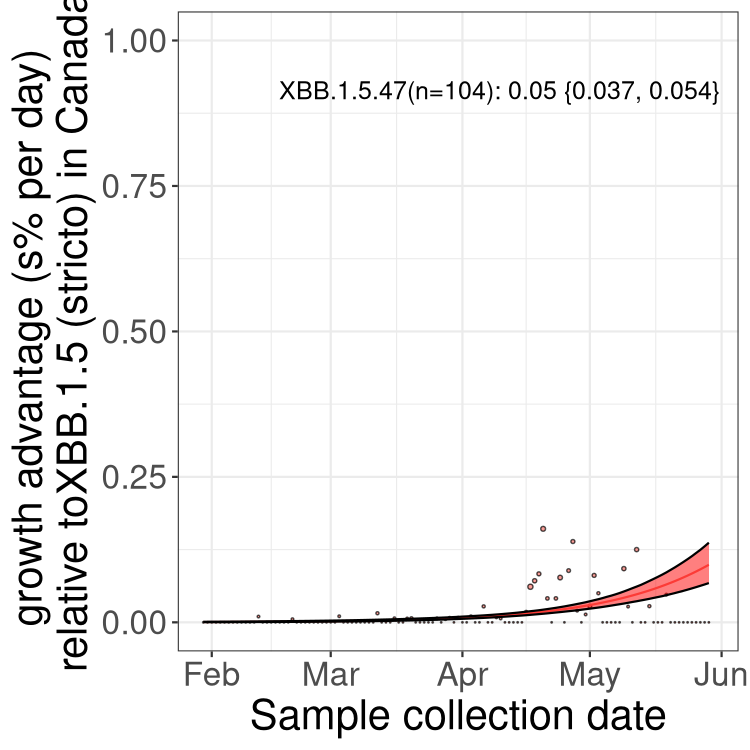 growth advantage (s% per day)
relative toXBB.1.5 (stricto) in Canada
1.00
0.75
0.50
0.25
0.00
XBB.1.5.47(n=104): 0.05 {0.037, 0.054}
Feb Mar Apr May Jun
Sample collection date